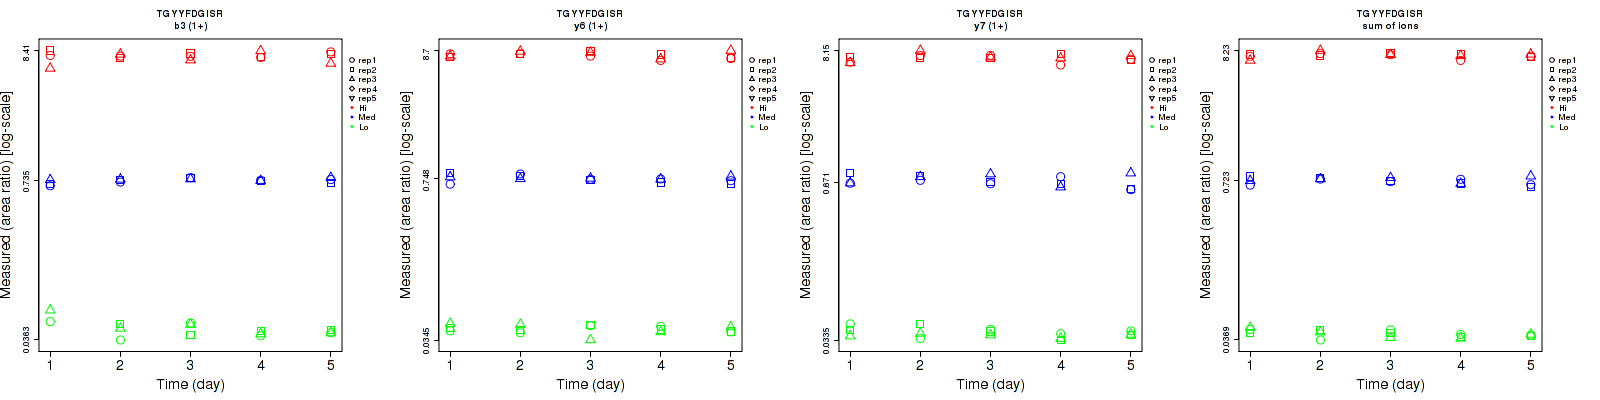 TGYYFDGISR
b3 (1+)
Measured (area ratio) [log-scale]
8.41
0.735
0.0363
1 2 3 4 5
Time (day)
rep1
rep2
rep3
rep4
rep5
Hi
Med
Lo
TGYYFDGISR
y6 (1+)
Measured (area ratio) [log-scale]
8.7
0.748
0.0345
1 2 3 4 5
Time (day)
rep1
rep2
rep3
rep4
rep5
Hi
Med
Lo
TGYYFDGISR
y7 (1+)
Measured (area ratio) [log-scale]
8.15
0.671
0.0335
1 2 3 4 5
Time (day)
rep1
rep2
rep3
rep4
rep5
Hi
Med
Lo
TGYYFDGISR
sum of ions
Measured (area ratio) [log-scale]
8.23
0.723
0.0369
1 2 3 4 5
Time (day)
rep1
rep2
rep3
rep4
rep5
Hi
Med
Lo